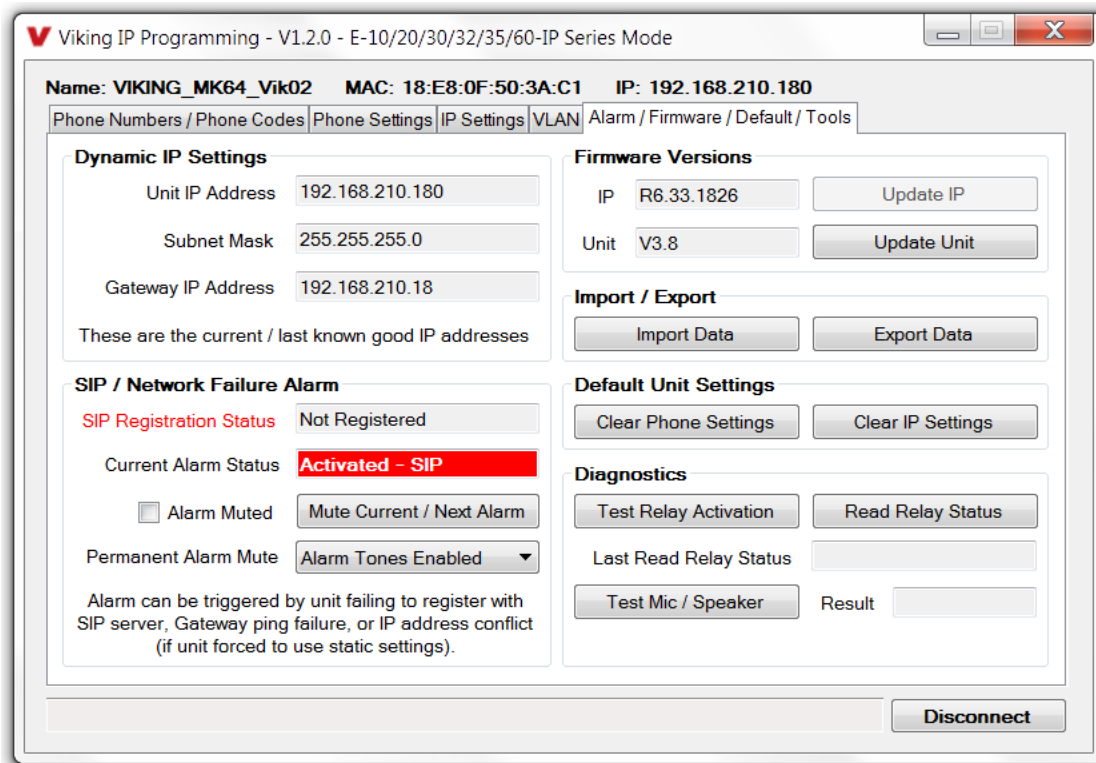 Viking IP Programming - V1.2.0 - E-10/20/30/32/35/60-IP Series Mode
Name: VIKING_MK64_Vik02 MAC: 18:E8:0F:50:3A:C1 IP: 192.168.210.180
Phone Numbers / Phone Codes Phone Settings IP Settings VLAN Alarm / Firmware / Default / Tools
Dynamic IP Settings
Unit IP Address 192.168.210.180
Subnet Mask 255.255.255.0
Gateway IP Address 192.168.210.18
These are the current / last known good IP addresses
SIP / Network Failure Alarm
SIP Registration Status Not Registered
Current Alarm Status Activated - SIP
Alarm Muted Mute Current / Next Alarm
Permanent Alarm Mute Alarm Tones Enabled
Alarm can be triggered by unit failing to register with
SIP server, Gateway ping failure, or IP address conflict
(if unit forced to use static settings).
Firmware Versions
IP R6.33.1826 Update IP
Unit V3.8 Update Unit
Import / Export
Import Data Export Data
Default Unit Settings
Clear Phone Settings Clear IP Settings
Diagnostics
Test Relay Activation Read Relay Status
Last Read Relay Status
Test Mic / Speaker Result
Disconnect